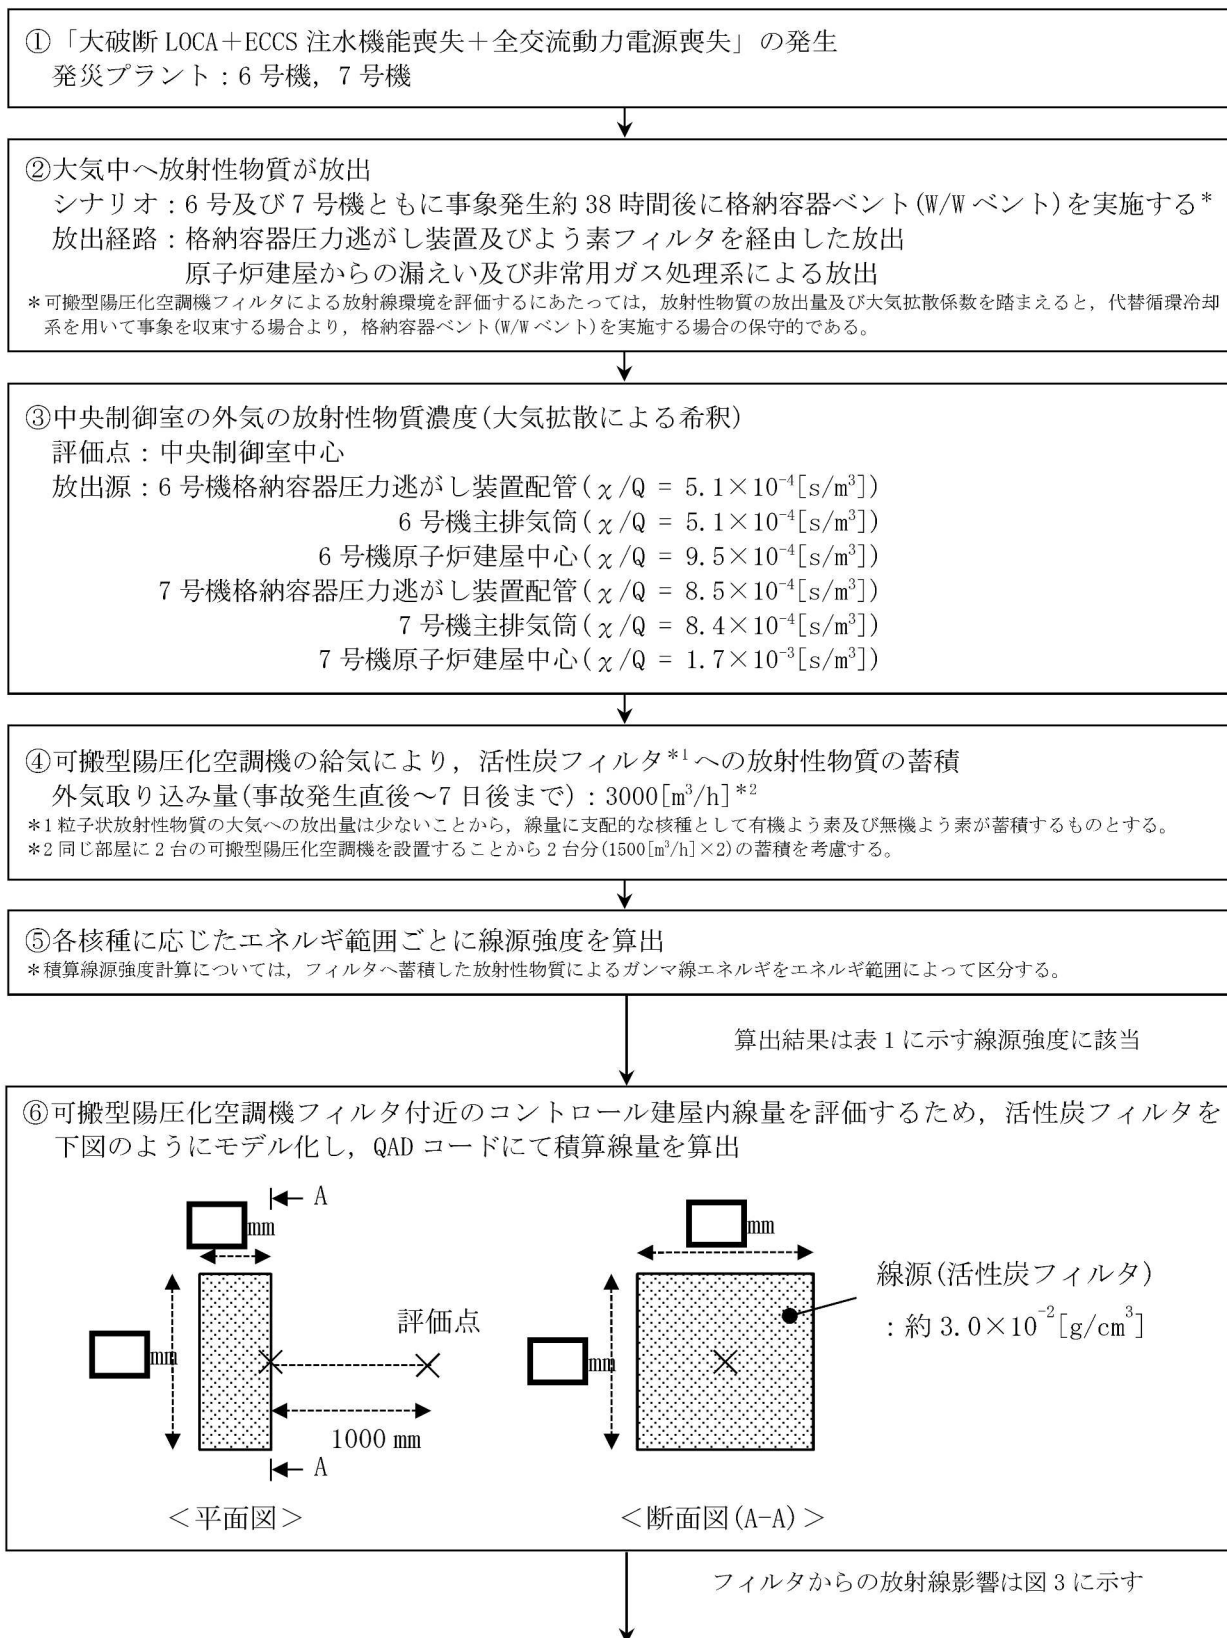 ①「大破断 LOCA+ECCS 注水機能喪失+全交流動力電源喪失」の発生
発災プラント：6 号機，7 号機
②大気中へ放射性物質が放出
シナリオ：6 号及び 7 号機ともに事象発生約 38 時間後に格納容器ベント(W/W ベント)を実施する*
放出経路：格納容器圧力逃がし装置及びよう素フィルタを経由した放出
原子炉建屋からの漏えい及び非常用ガス処理系による放出
*可搬型陽圧化空調機フィルタによる放射線環境を評価するにあたっては，放射性物質の放出量及び大気拡散係数を踏まえると，代替循環冷却
系を用いて事象を収束する場合より，格納容器ベント(W/W ベント)を実施する場合の保守的である。
③中央制御室の外気の放射性物質濃度(大気拡散による希釈)
評価点：中央制御室中心
放出源：6 号機格納容器圧力逃がし装置配管(χ/Q = 5.1×10⁻⁴[s/m³])
6 号機主排気筒(χ/Q = 5.1×10⁻⁴[s/m³])
6 号機原子炉建屋中心(χ/Q = 9.5×10⁻⁴[s/m³])
7 号機格納容器圧力逃がし装置配管(χ/Q = 8.5×10⁻⁴[s/m³])
7 号機主排気筒(χ/Q = 8.4×10⁻⁴[s/m³])
7 号機原子炉建屋中心(χ/Q = 1.7×10⁻³[s/m³])
④可搬型陽圧化空調機の給気により，活性炭フィルタ*¹への放射性物質の蓄積
外気取り込み量(事故発生直後～7 日後まで)：3000[m³/h]*²
*1 粒子状放射性物質の大気への放出量は少ないことから，線量に支配的な核種として有機よう素及び無機よう素が蓄積するものとする。
*2 同じ部屋に 2 台の可搬型陽圧化空調機を設置することから 2 台分(1500[m³/h]×2)の蓄積を考慮する。
⑤各核種に応じたエネルギ範囲ごとに線源強度を算出
*積算線源強度計算については，フィルタへ蓄積した放射性物質によるガンマ線エネルギをエネルギ範囲によって区分する。
算出結果は表 1 に示す線源強度に該当
⑥可搬型陽圧化空調機フィルタ付近のコントロール建屋内線量を評価するため，活性炭フィルタを
下図のようにモデル化し，QAD コードにて積算線量を算出
A
mm
mm
評価点
1000 mm
A
＜平面図＞
mm
mm
線源(活性炭フィルタ)
：約 3.0×10⁻²[g/cm³]
＜断面図(A-A)＞
フィルタからの放射線影響は図 3 に示す